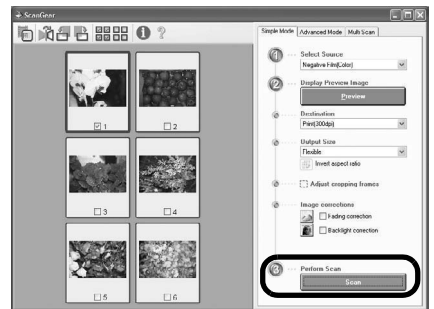 ScanGear
Simple Mode Advanced Mode Multi Scan
1 Select Source
Negative Film(Color)
2 Display Preview Image
Preview
Destination
Print(300dpi)
Output Size
Flexible
Invert aspect ratio
Adjust cropping frames
Image corrections
Fading correction
Backlight correction
3 Perform Scan
Scan
1 2
3 4
5 6